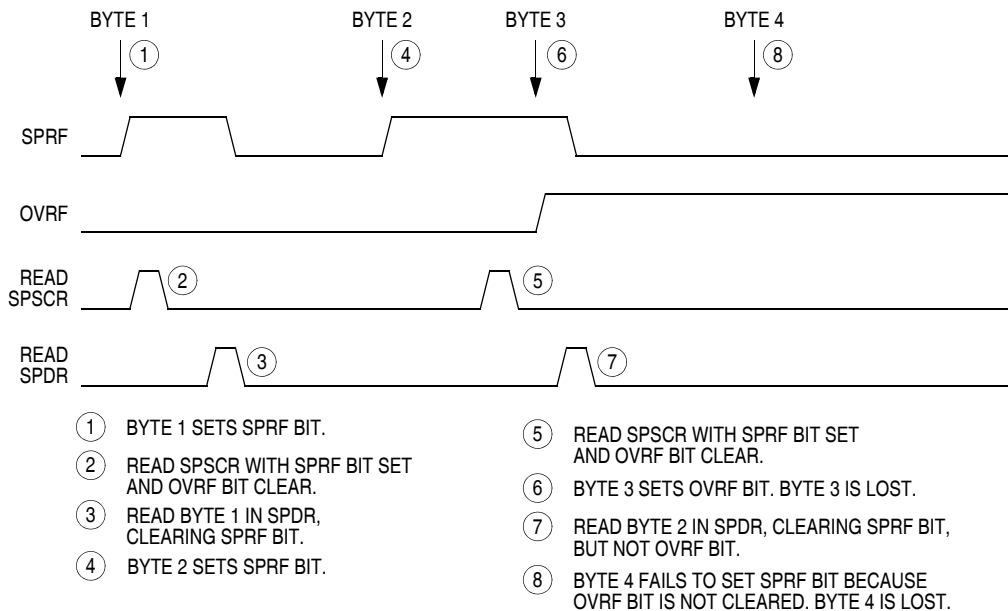 BYTE 1 BYTE 2 BYTE 3 BYTE 4
1 4 6 8
SPRF
OVRF
READ
SPSCR
2 5
READ
SPDR
3 7
1 BYTE 1 SETS SPRF BIT.
2 READ SPSCR WITH SPRF BIT SET
AND OVRF BIT CLEAR.
3 READ BYTE 1 IN SPDR,
CLEARING SPRF BIT.
4 BYTE 2 SETS SPRF BIT.
5 READ SPSCR WITH SPRF BIT SET
AND OVRF BIT CLEAR.
6 BYTE 3 SETS OVRF BIT. BYTE 3 IS LOST.
7 READ BYTE 2 IN SPDR, CLEARING SPRF BIT,
BUT NOT OVRF BIT.
8 BYTE 4 FAILS TO SET SPRF BIT BECAUSE
OVRF BIT IS NOT CLEARED. BYTE 4 IS LOST.